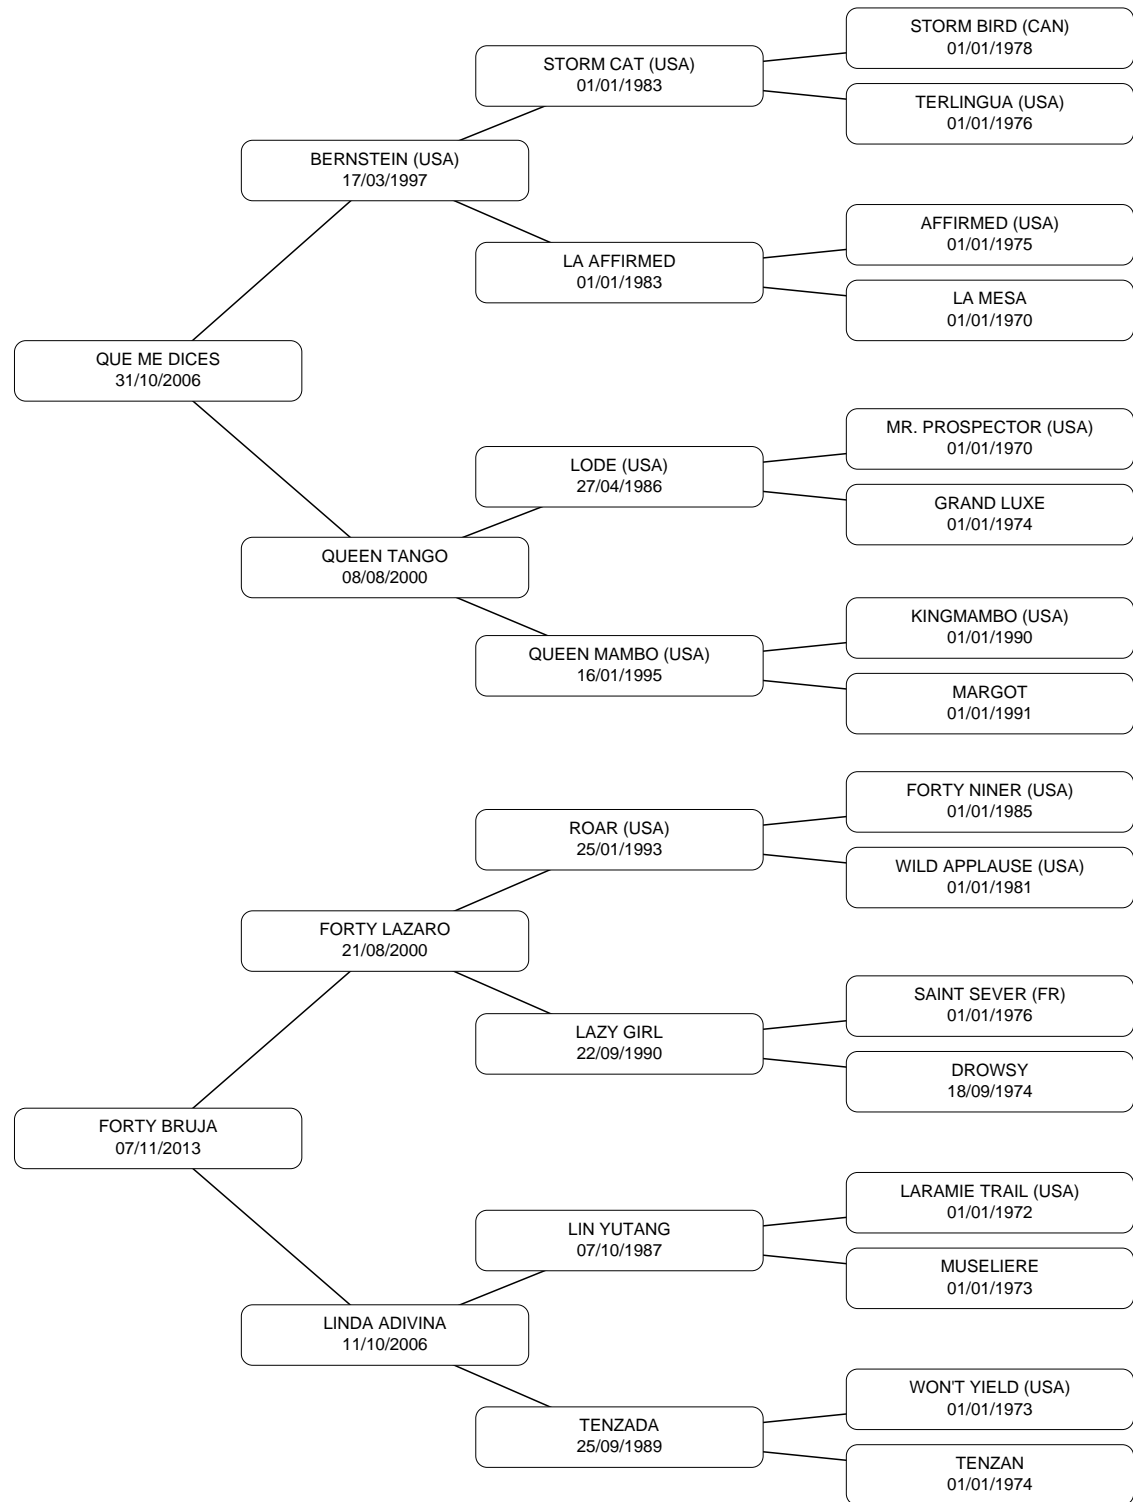 STORM BIRD (CAN)
01/01/1978
STORM CAT (USA)
01/01/1983
TERLINGUA (USA)
01/01/1976
BERNSTEIN (USA)
17/03/1997
AFFIRMED (USA)
01/01/1975
LA AFFIRMED
01/01/1983
LA MESA
01/01/1970
QUE ME DICES
31/10/2006
MR. PROSPECTOR (USA)
01/01/1970
LODE (USA)
27/04/1986
GRAND LUXE
01/01/1974
QUEEN TANGO
08/08/2000
KINGMAMBO (USA)
01/01/1990
QUEEN MAMBO (USA)
16/01/1995
MARGOT
01/01/1991
FORTY NINER (USA)
01/01/1985
ROAR (USA)
25/01/1993
WILD APPLAUSE (USA)
01/01/1981
FORTY LAZARO
21/08/2000
SAINT SEVER (FR)
01/01/1976
LAZY GIRL
22/09/1990
DROWSY
18/09/1974
FORTY BRUJA
07/11/2013
LARAMIE TRAIL (USA)
01/01/1972
LIN YUTANG
07/10/1987
MUSELIERE
01/01/1973
LINDA ADIVINA
11/10/2006
WON'T YIELD (USA)
01/01/1973
TENZADA
25/09/1989
TENZAN
01/01/1974